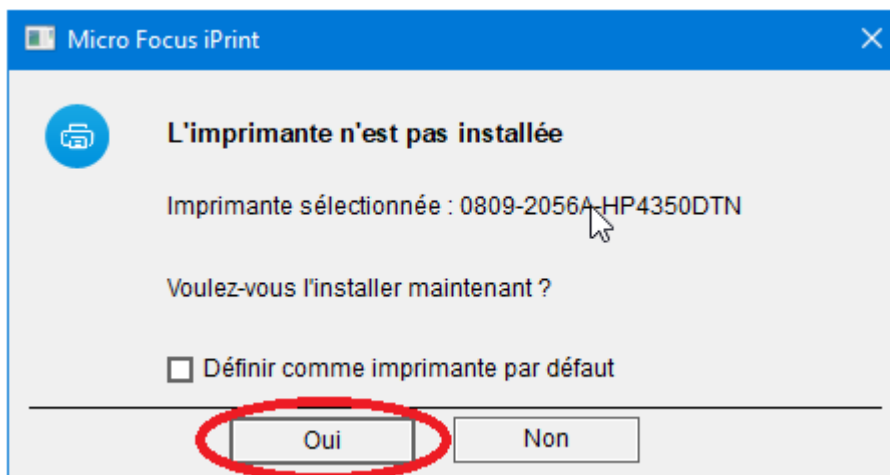 Micro Focus iPrint
L'imprimante n'est pas installée
Imprimante sélectionnée : 0809-2056A-HP4350DTN
Voulez-vous l'installer maintenant ?
Définir comme imprimante par défaut
Oui
Non